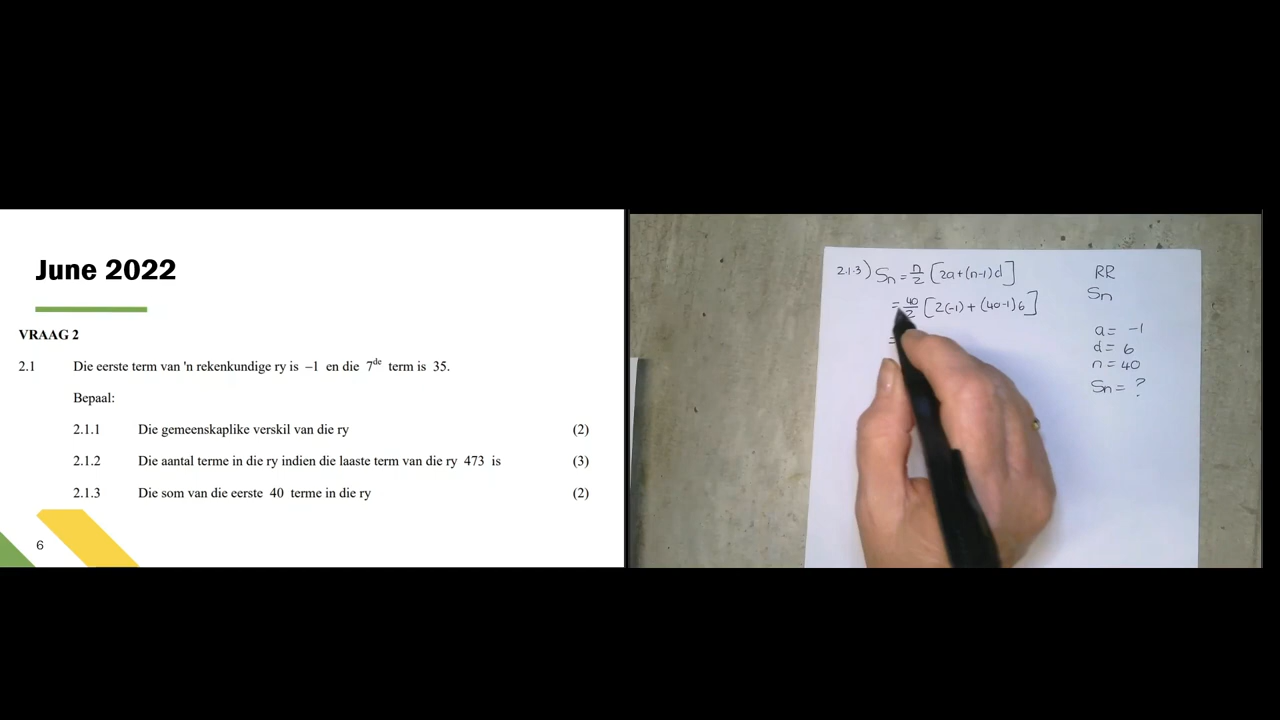 June 2022
VRAAG 2
2.1 Die eerste term van 'n rekenkundige ry is –1 en die 7de term is 35.
Bepaal:
2.1.1 Die gemeenskaplike verskil van die ry (2)
2.1.2 Die aantal terme in die ry indien die laaste term van die ry 473 is (3)
2.1.3 Die som van die eerste 40 terme in die ry (2)
6
2.1.3) Sn = n/2 [2a+(n-1)d]
= 40/2 [2(-1) + (40-1)6]
=
RR
Sn
a = -1
d = 6
n = 40
Sn = ?